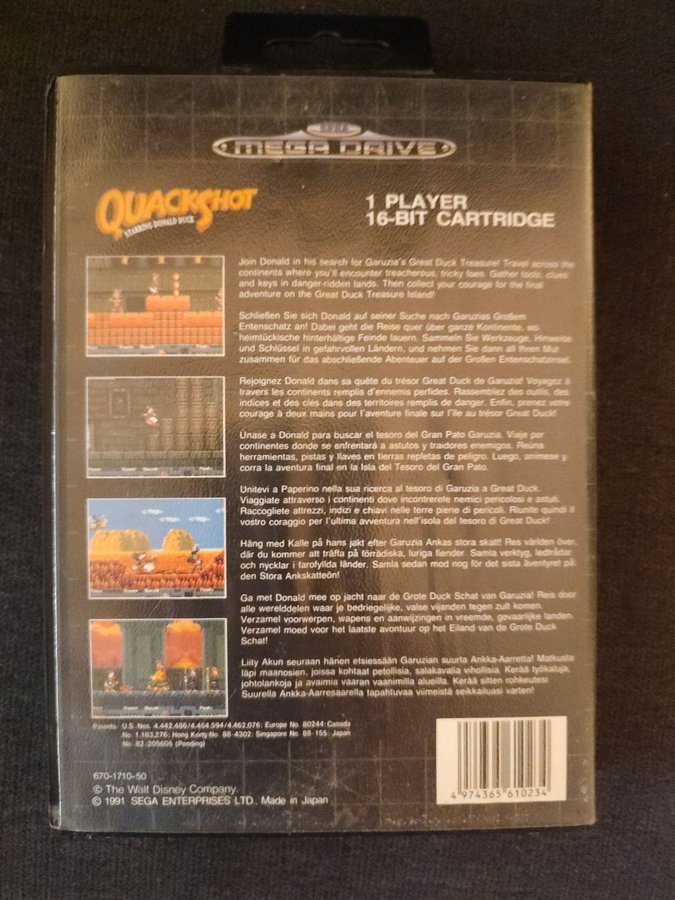 SEGA
MEGA DRIVE
QUACKSHOT
STARRING DONALD DUCK
1 PLAYER
16-BIT CARTRIDGE
Join Donald in his search for Garuzia's Great Duck Treasure! Travel across the
continents where you'll encounter treacherous, tricky foes. Gather tools, clues
and keys in danger-ridden lands. Then collect your courage for the final
adventure on the Great Duck Treasure Island!
Schließen Sie sich Donald auf seiner Suche nach Garuzias Großem
Entenschatz an! Dabei geht die Reise quer über ganze Kontinente, wo
heimtückische hinterhältige Feinde lauern. Sammeln Sie Werkzeuge, Hinweise
und Schlüssel in gefahrvollen Ländern, und nehmen Sie dann all Ihren Mut
zusammen für das abschließende Abenteuer auf der Großen Entenschatzinsel.
Rejoignez Donald dans sa quête du trésor Great Duck de Garuzia! Voyagez à
travers les continents remplis d'ennemis perfides. Rassemblez des outils, des
indices et des clés dans des territoires remplis de danger. Enfin, prenez votre
courage à deux mains pour l'aventure finale sur l'île au trésor Great Duck!
Únase a Donald para buscar el tesoro del Gran Pato Garuzia. Viaje por
continentes donde se enfrentará a astutos y traidores enemigos. Reúna
herramientas, pistas y llaves en tierras repletas de peligro. Luego, anímese y
corra la aventura final en la Isla del Tesoro del Gran Pato.
Unitevi a Paperino nella sua ricerca al tesoro di Garuzia a Great Duck.
Viaggiate attraverso i continenti dove incontrerete nemici pericolosi e astuti.
Raccogliete attrezzi, indizi e chiavi nelle terre piene di pericoli. Riunite quindi il
vostro coraggio per l'ultima avventura nell'isola del tesoro di Great Duck!
Häng med Kalle på hans jakt efter Garuzia Ankas stora skatt! Res världen över,
där du kommer att träffa på förrädiska, luriga fiender. Samla verktyg, ledtrådar
och nycklar i farofyllda länder. Samla sedan mod nog för det sista äventyret på
den Stora Ankskatteön!
Ga met Donald mee op jacht naar de Grote Duck Schat van Garuzia! Reis door
alle werelddelen waar je bedriegelijke, valse vijanden tegen zult komen.
Verzamel voorwerpen, wapens en aanwijzingen in vreemde, gevaarlijke landen.
Verzamel moed voor het laatste avontuur op het Eiland van de Grote Duck
Schat!
Liity Akun seuraan hänen etsiessään Garuzian suurta Ankka-Aarretta! Matkusta
läpi maanosien, joissa kohtaat petollisia, salakavalia vihollisia. Kerää työkaluja,
johtolankoja ja avaimia vaaran vaanimilla alueilla. Kerää sitten rohkeutesi
Suurella Ankka-Aarresaarella tapahtuvaa viimeistä seikkailuasi varten!
Patents: U.S. Nos. 4.442.486/4.454.594/4.462.076; Europe No. 80244; Canada
No. 1.183.276; Hong Kong No. 88-4302; Singapore No. 88-155; Japan
No. 82-205605 (Pending)
670-1710-50
© The Walt Disney Company.
© 1991 SEGA ENTERPRISES LTD. Made in Japan
4 974365 610234